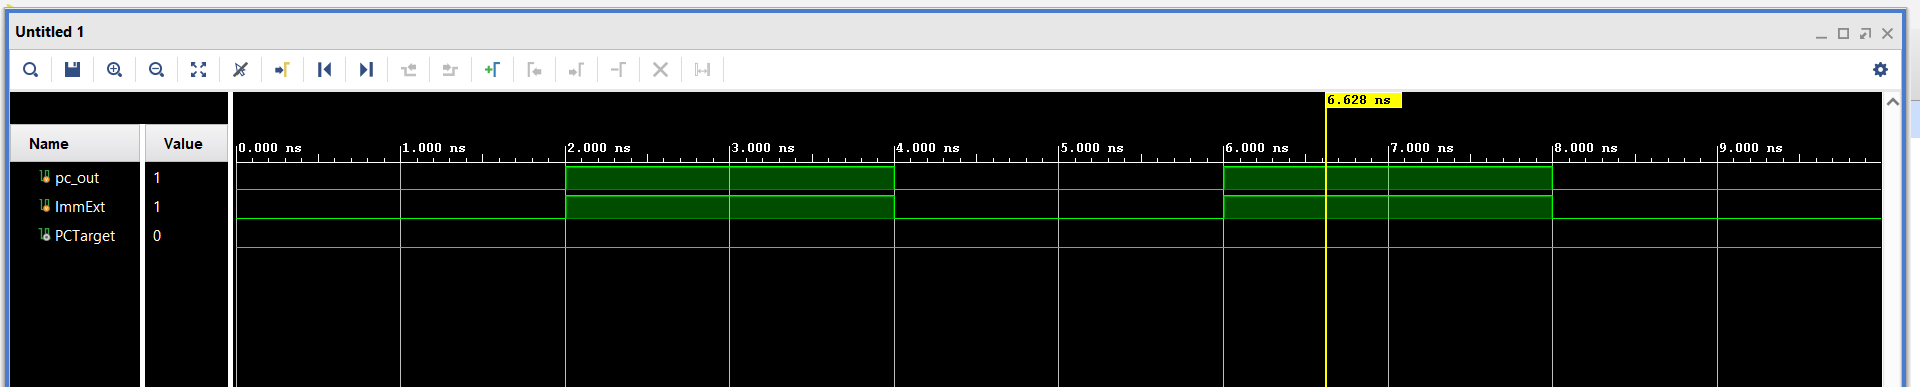 Untitled 1
6.628 ns
Name Value
0.000 ns 1.000 ns 2.000 ns 3.000 ns 4.000 ns 5.000 ns 6.000 ns 7.000 ns 8.000 ns 9.000 ns
pc_out 1
ImmExt 1
PCTarget 0